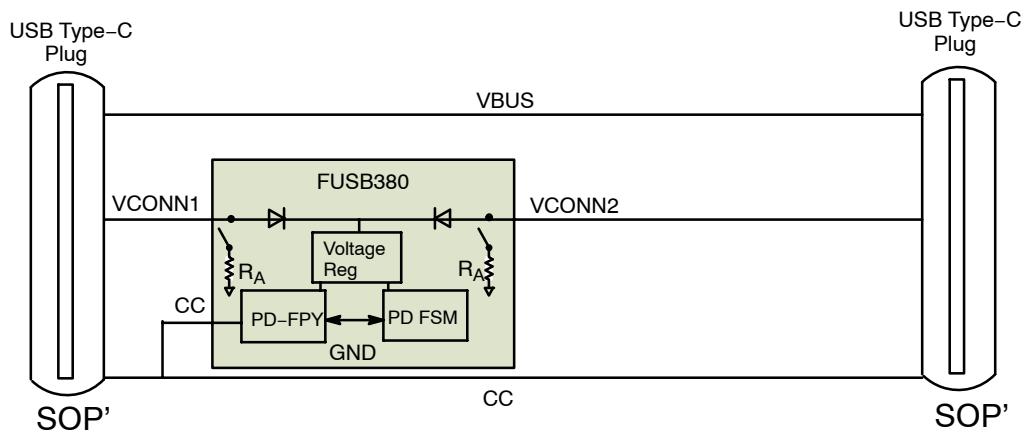 USB Type−C
Plug
USB Type−C
Plug
VBUS
FUSB380
VCONN1
VCONN2
Voltage
Reg
RA
RA
CC
PD−FPY
PD FSM
GND
CC
SOP’
SOP’